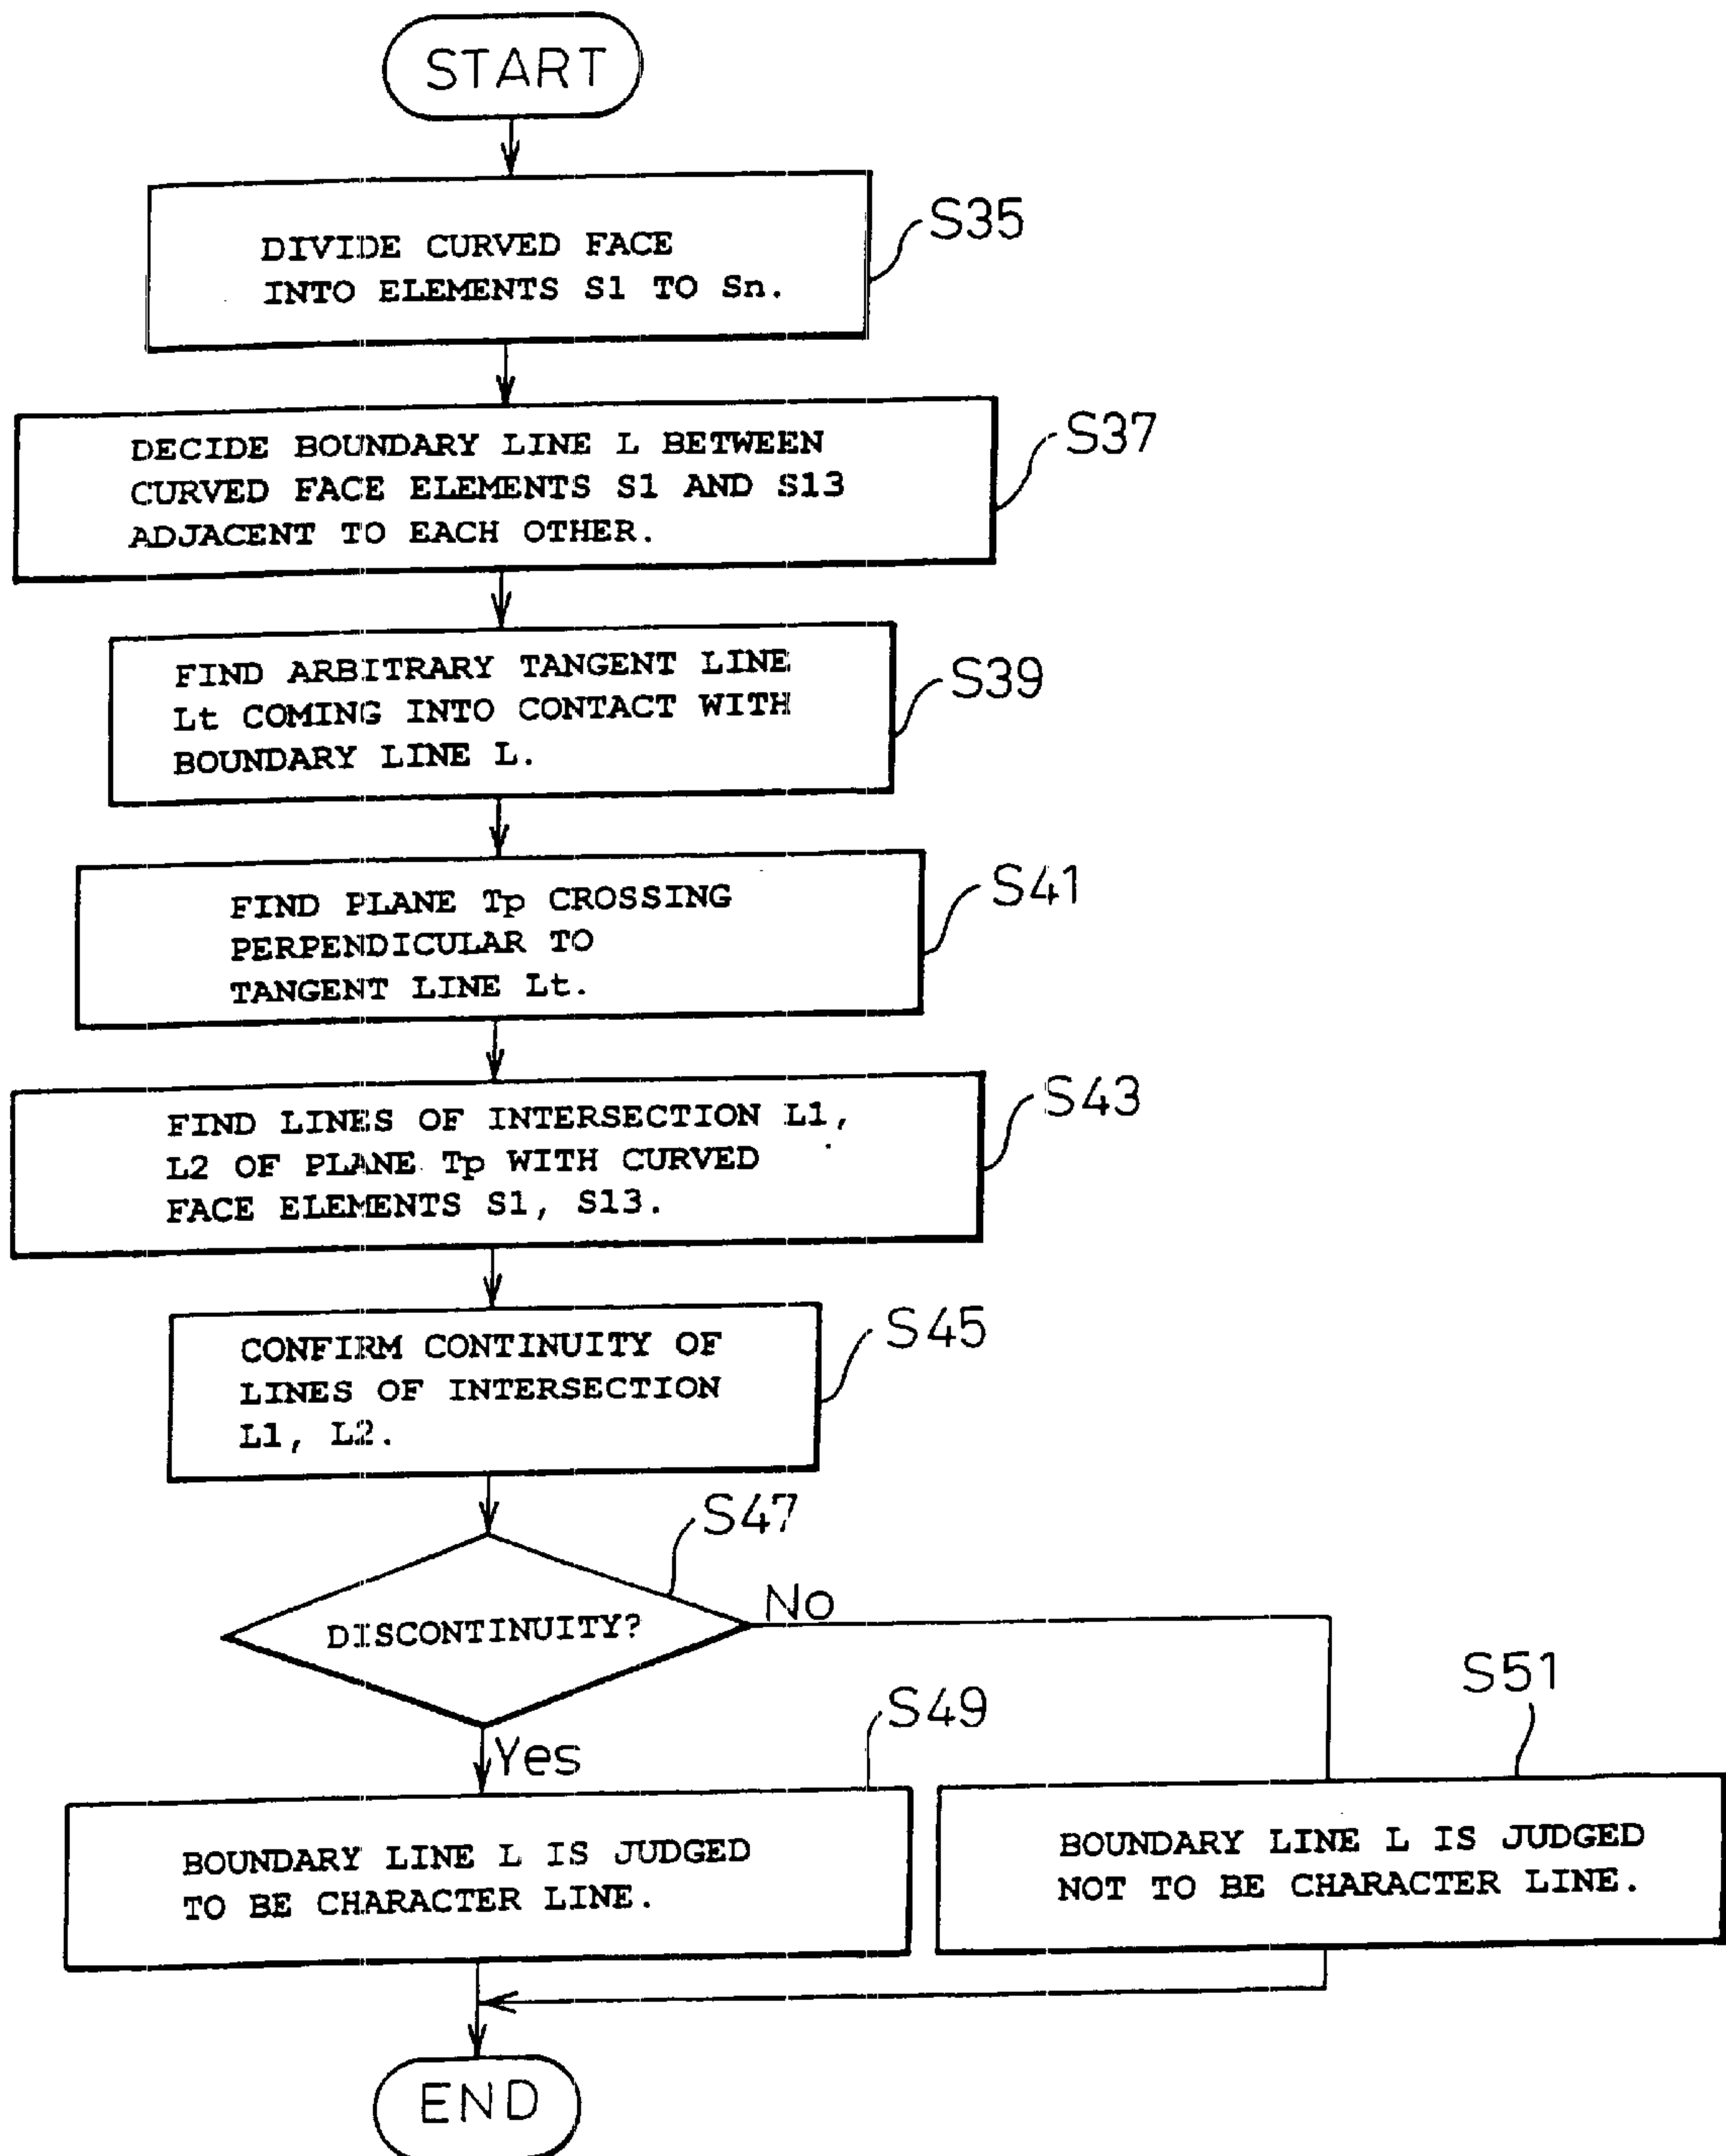 START
DIVIDE CURVED FACE
INTO ELEMENTS S1 TO Sn.
S35
DECIDE BOUNDARY LINE L BETWEEN
CURVED FACE ELEMENTS S1 AND S13
ADJACENT TO EACH OTHER.
S37
FIND ARBITRARY TANGENT LINE
Lt COMING INTO CONTACT WITH
BOUNDARY LINE L.
S39
FIND PLANE Tp CROSSING
PERPENDICULAR TO
TANGENT LINE Lt.
S41
FIND LINES OF INTERSECTION L1,
L2 OF PLANE Tp WITH CURVED
FACE ELEMENTS S1, S13.
S43
CONFIRM CONTINUITY OF
LINES OF INTERSECTION
L1, L2.
S45
S47
DISCONTINUITY?
No
Yes
S49
BOUNDARY LINE L IS JUDGED
TO BE CHARACTER LINE.
S51
BOUNDARY LINE L IS JUDGED
NOT TO BE CHARACTER LINE.
END